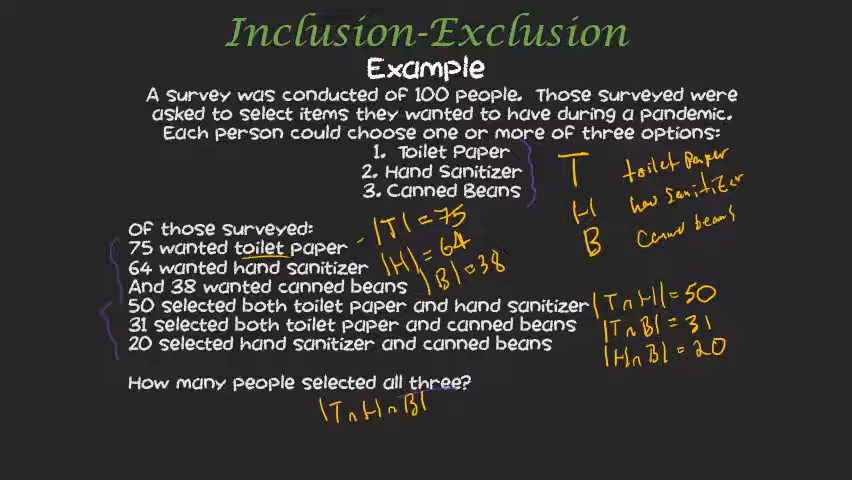 Inclusion-Exclusion
Example
A survey was conducted of 100 people. Those surveyed were
asked to select items they wanted to have during a pandemic.
Each person could choose one or more of three options:
1. Toilet Paper
2. Hand Sanitizer
3. Canned Beans
T toilet Paper
H han Sanitizer
B Canned beans
Of those surveyed:
75 wanted toilet paper - |T| = 75
64 wanted hand sanitizer |H| = 64
And 38 wanted canned beans |B| = 38
50 selected both toilet paper and hand sanitizer |T ∩ H| = 50
31 selected both toilet paper and canned beans |T ∩ B| = 31
20 selected hand sanitizer and canned beans |H ∩ B| = 20
How many people selected all three?
|T ∩ H ∩ B|